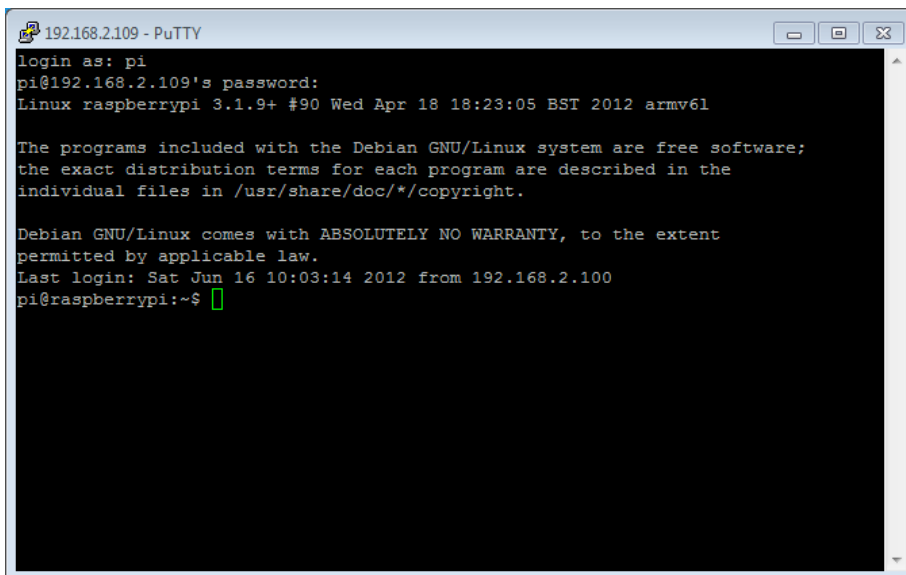 192.168.2.109 - PuTTY
login as: pi
pi@192.168.2.109's password:
Linux raspberrypi 3.1.9+ #90 Wed Apr 18 18:23:05 BST 2012 armv6l
The programs included with the Debian GNU/Linux system are free software;
the exact distribution terms for each program are described in the
individual files in /usr/share/doc/*/copyright.
Debian GNU/Linux comes with ABSOLUTELY NO WARRANTY, to the extent
permitted by applicable law.
Last login: Sat Jun 16 10:03:14 2012 from 192.168.2.100
pi@raspberrypi:~$